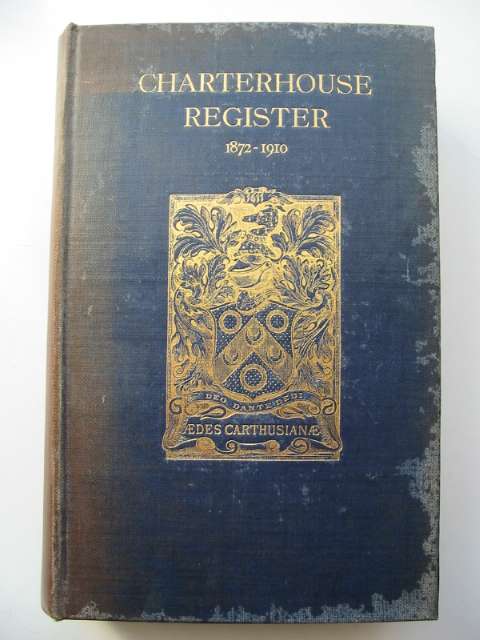 CHARTERHOUSE
REGISTER
1872-1910
1611
DEO DANTE DEDI
ÆDES CARTHUSIANÆ